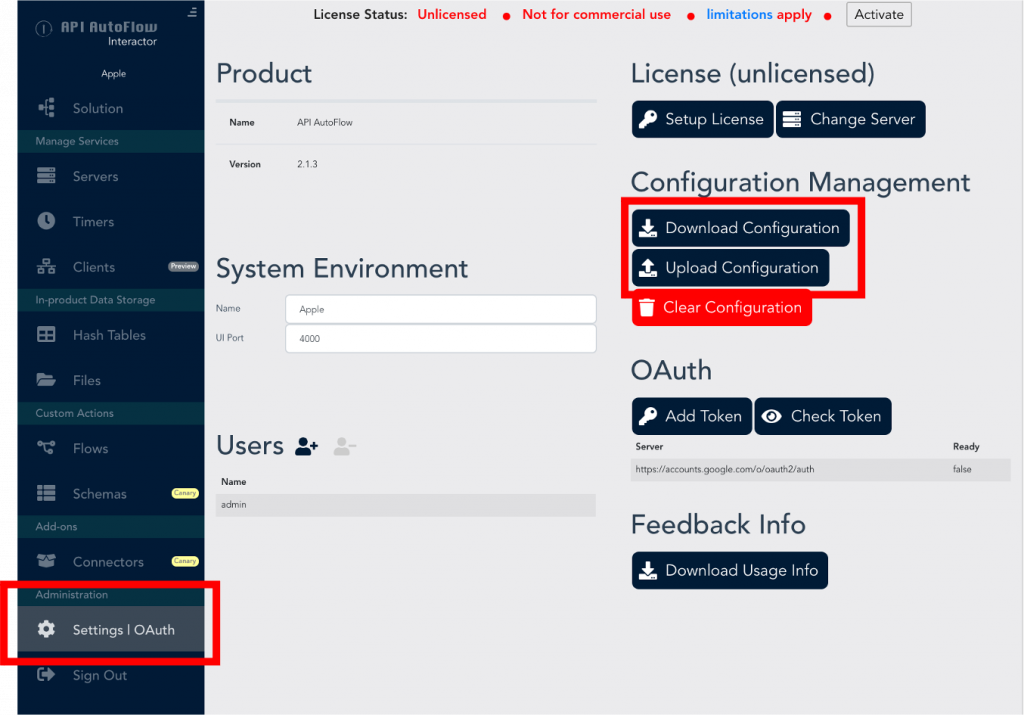 API AutoFlow
Interactor
Apple
Solution
Manage Services
Servers
Timers
Clients Preview
In-product Data Storage
Hash Tables
Files
Custom Actions
Flows
Schemas Canary
Add-ons
Connectors Canary
Administration
Settings | OAuth
Sign Out
License Status: Unlicensed ● Not for commercial use ● limitations apply ● Activate
Product
Name API AutoFlow
Version 2.1.3
System Environment
Name Apple
UI Port 4000
Users
Name
admin
License (unlicensed)
Setup License Change Server
Configuration Management
Download Configuration
Upload Configuration
Clear Configuration
OAuth
Add Token Check Token
Server Ready
https://accounts.google.com/o/oauth2/auth false
Feedback Info
Download Usage Info